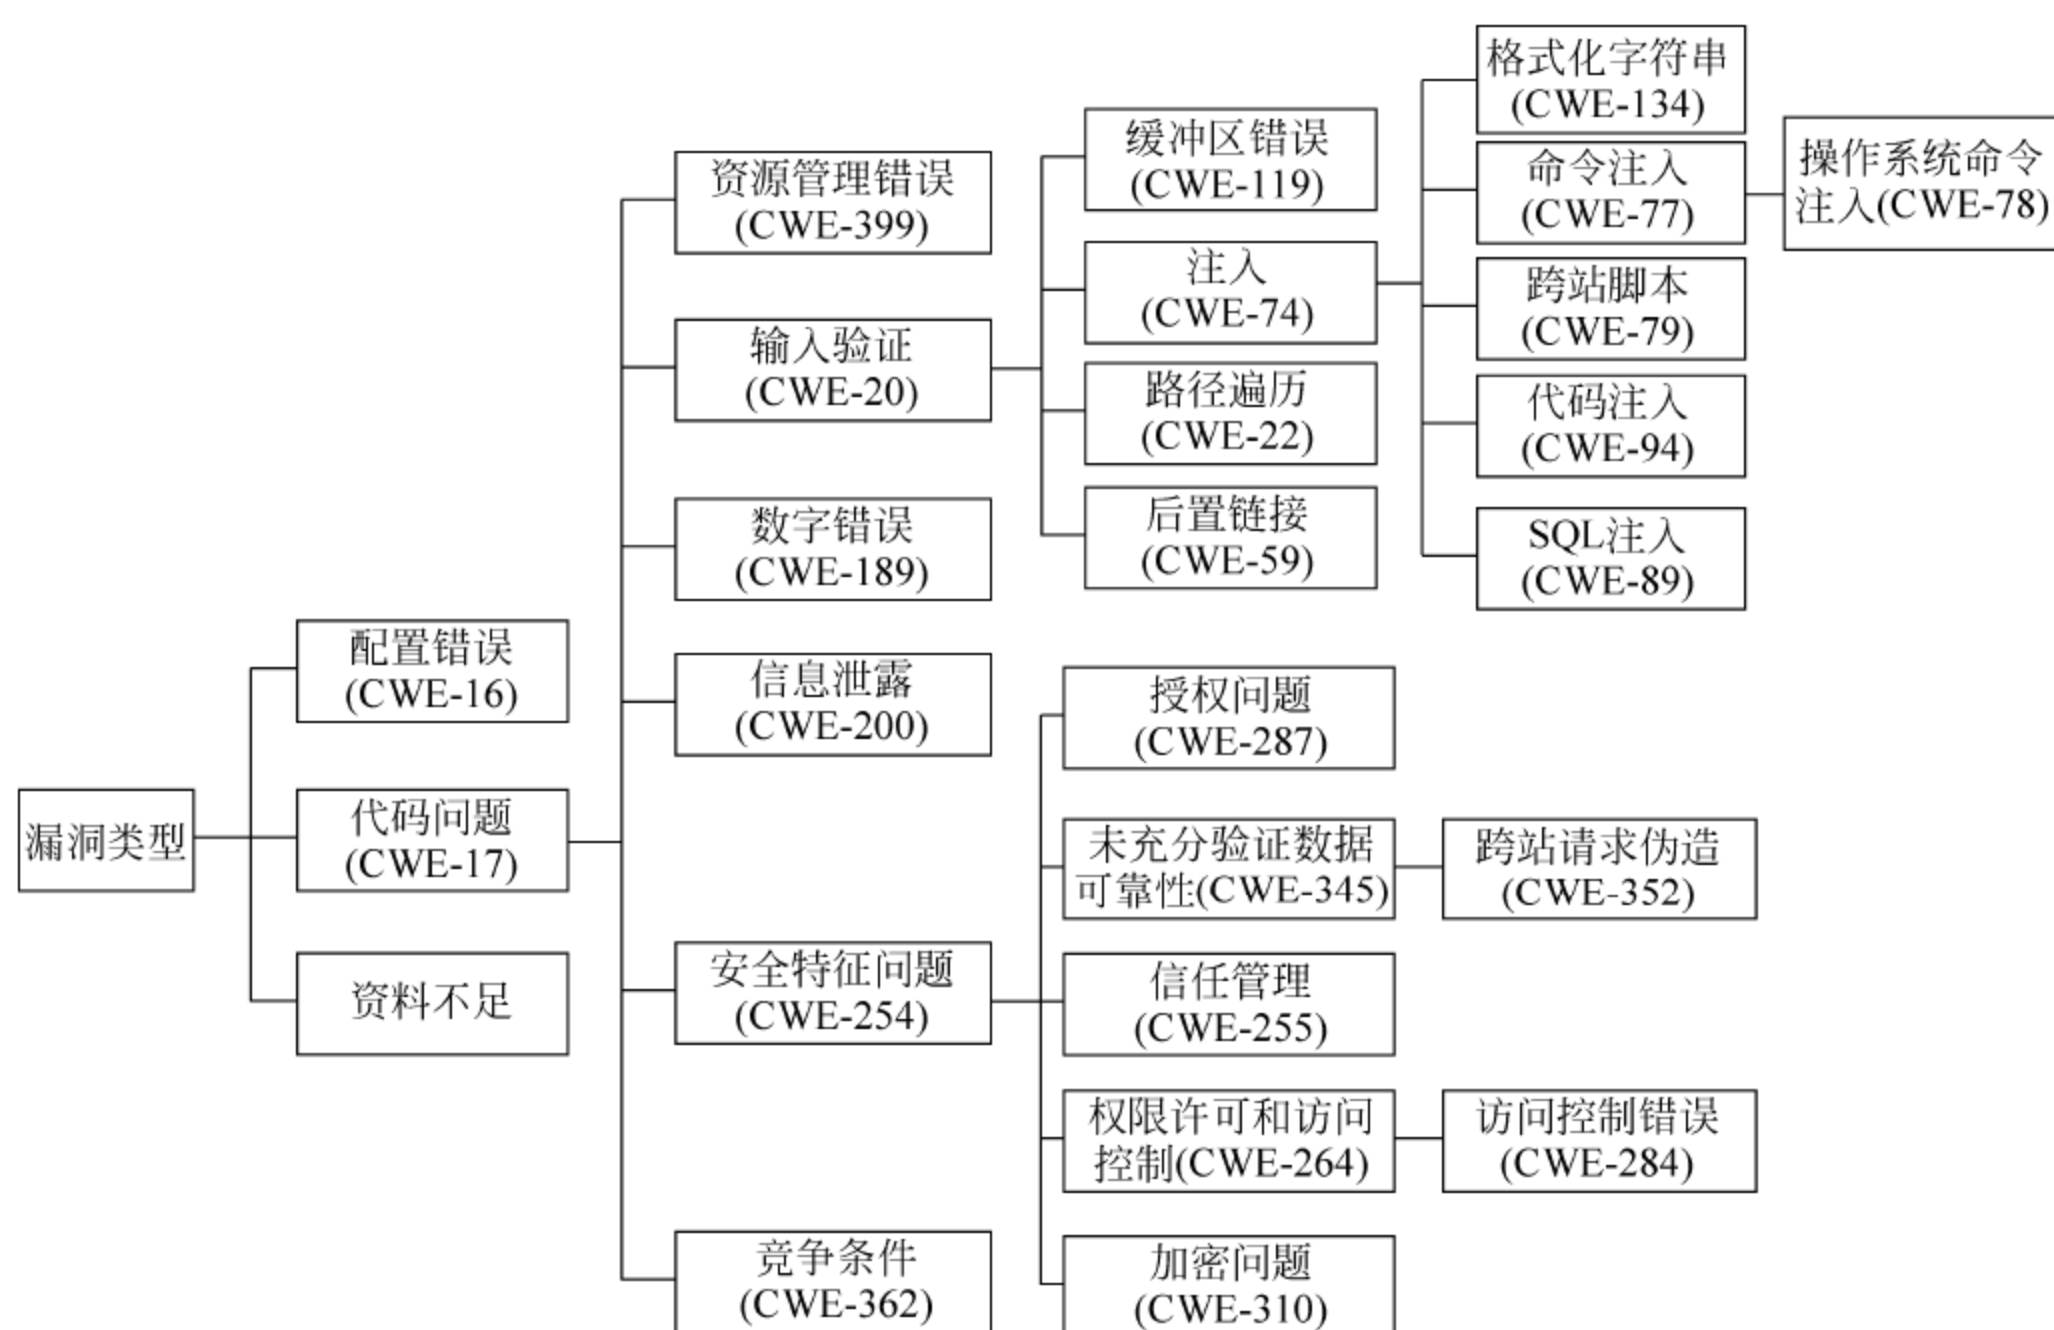 漏洞类型
配置错误
(CWE-16)
代码问题
(CWE-17)
资料不足
资源管理错误
(CWE-399)
输入验证
(CWE-20)
数字错误
(CWE-189)
信息泄露
(CWE-200)
安全特征问题
(CWE-254)
竞争条件
(CWE-362)
缓冲区错误
(CWE-119)
注入
(CWE-74)
路径遍历
(CWE-22)
后置链接
(CWE-59)
格式化字符串
(CWE-134)
命令注入
(CWE-77)
跨站脚本
(CWE-79)
代码注入
(CWE-94)
SQL注入
(CWE-89)
操作系统命令
注入(CWE-78)
授权问题
(CWE-287)
未充分验证数据
可靠性(CWE-345)
信任管理
(CWE-255)
权限许可和访问
控制(CWE-264)
加密问题
(CWE-310)
跨站请求伪造
(CWE-352)
访问控制错误
(CWE-284)